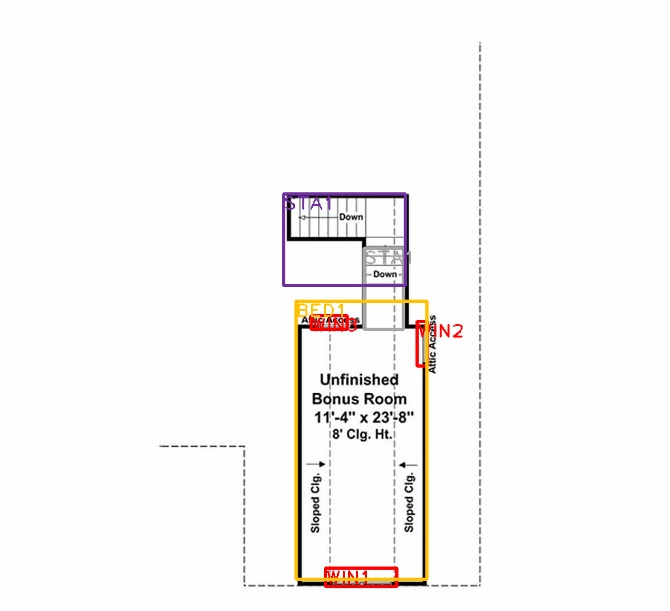 STA1
Down
STA1
Down
BED1
Attic Access
WIN3
WIN2
Attic Access
Unfinished
Bonus Room
11'-4" x 23'-8"
8' Clg. Ht.
Sloped Clg.
Sloped Clg.
WIN1